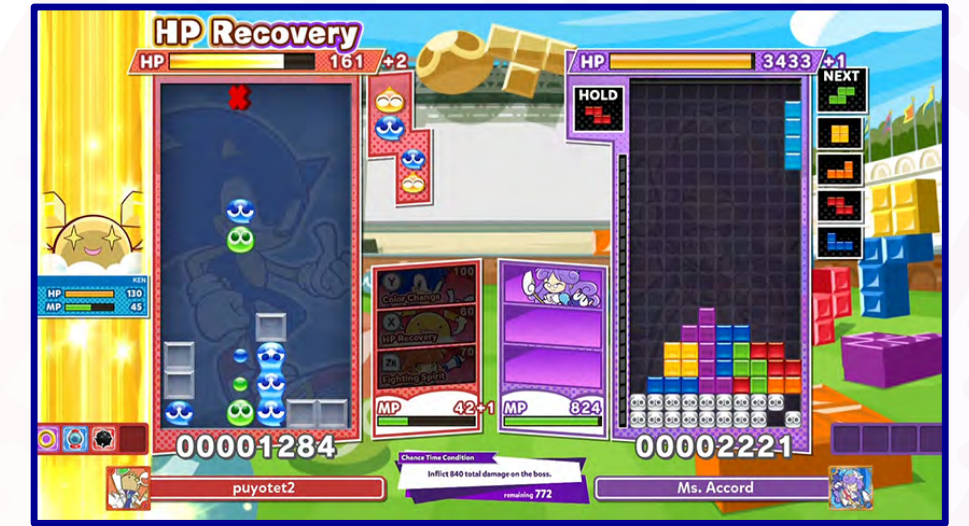 HP Recovery
HP 161 +2
HP 3433 +1
HOLD
NEXT
KEN
HP 130
MP 45
Y 100
Color Change
X 60
HP Recovery
ZR 70
Fighting Spirit
MP 42+1
MP 824
00001284
00002221
Chance Time Condition
Inflict 840 total damage on the boss.
remaining 772
puyotet2
Ms. Accord